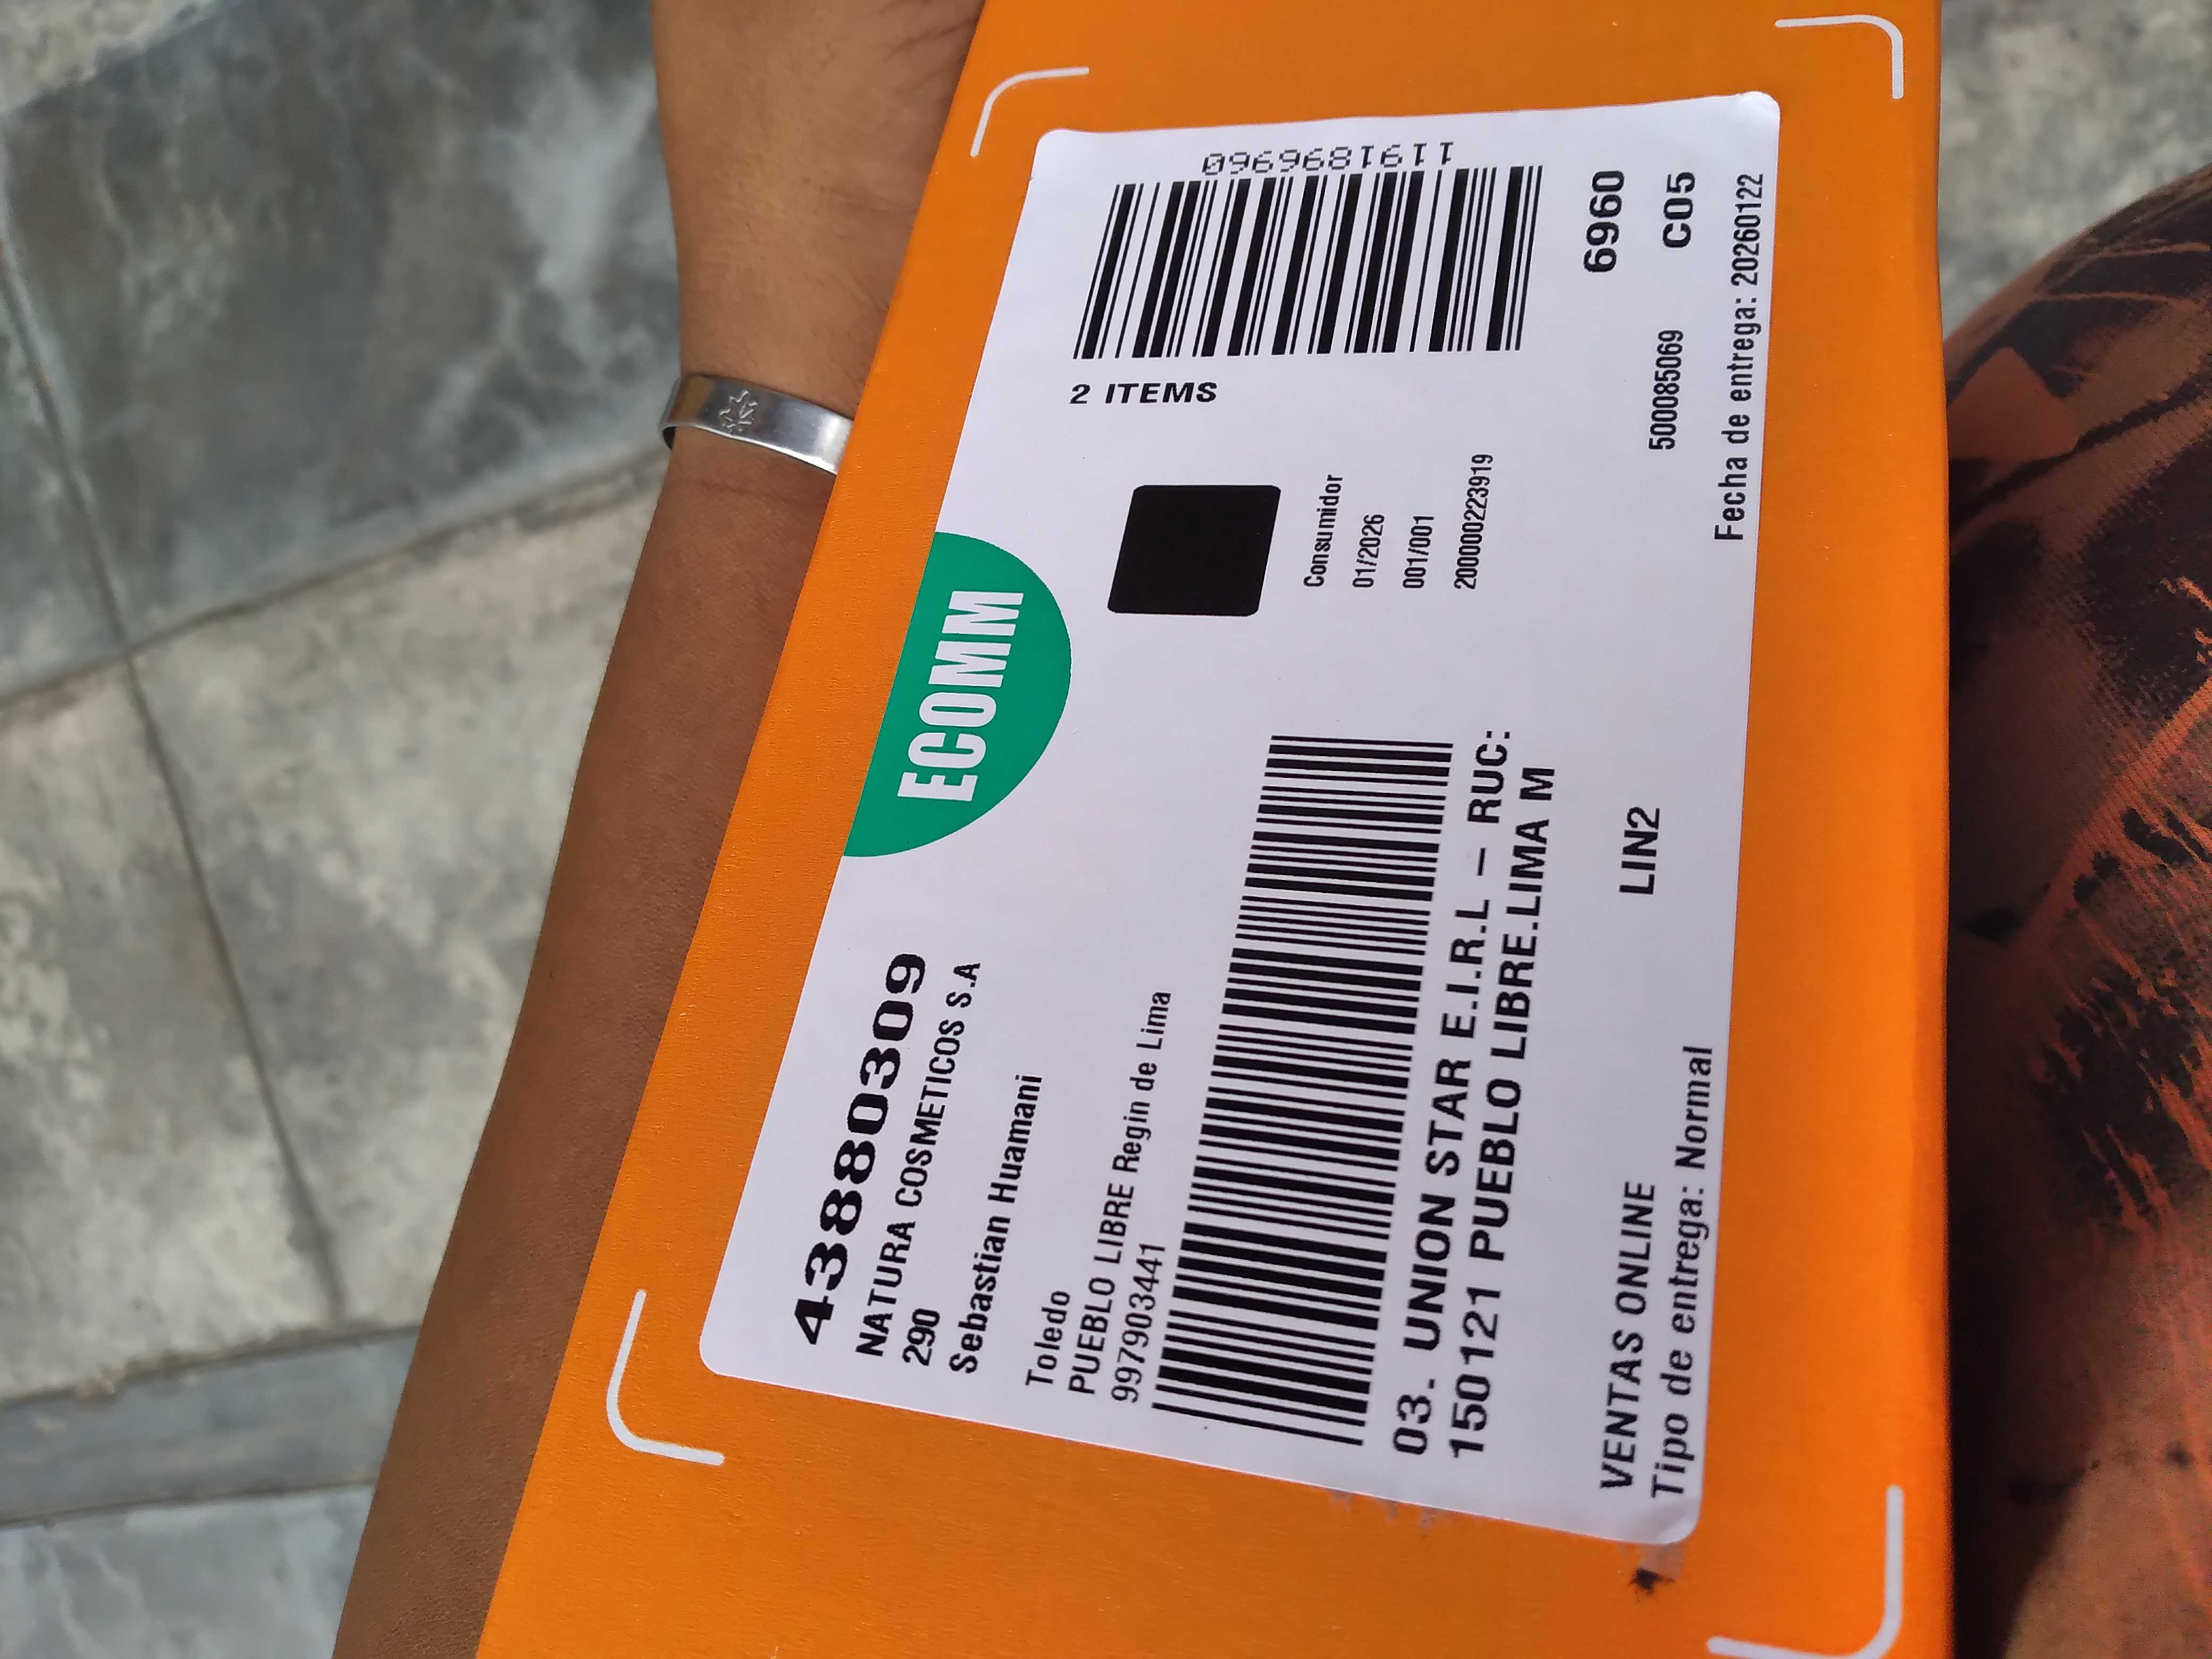 43880309
NATURA COSMETICOS S.A
290
Sebastian Huamani
Toledo
PUEBLO LIBRE Regin de Lima
997903441
ECOMM
2 ITEMS
1191896960
Consumidor
01/2026
001/001
2000000223919
03. UNION STAR E.I.R.L – RUC:
150121 PUEBLO LIBRE.LIMA M
6960
LIN2
500085069
C05
VENTAS ONLINE
Tipo de entrega: Normal
Fecha de entrega: 20260122